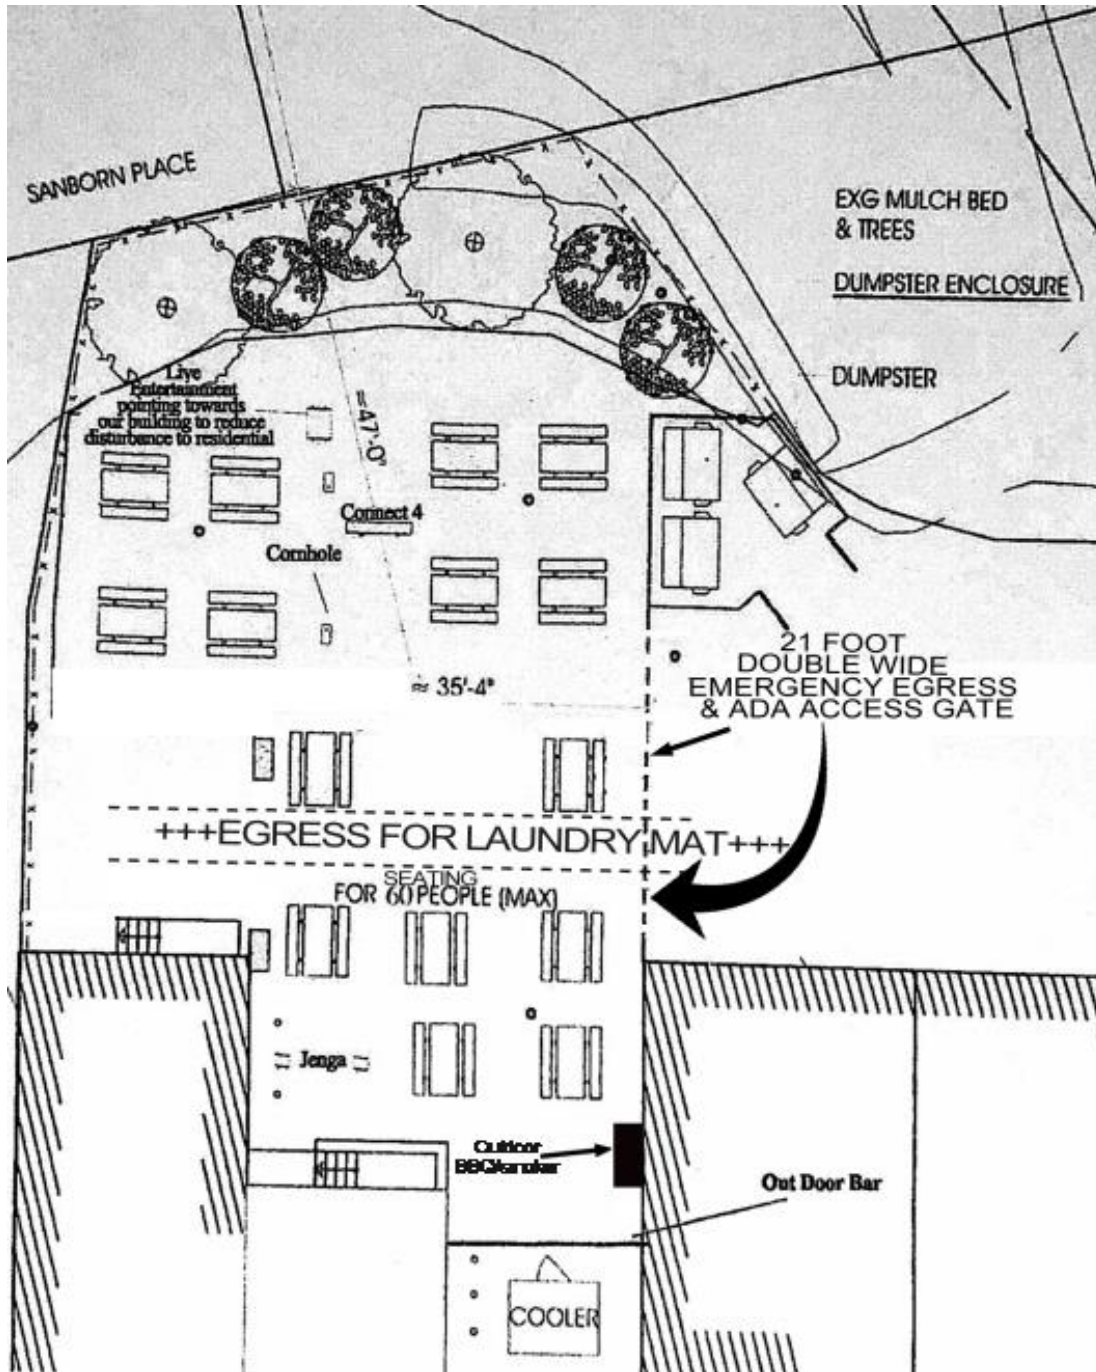 SANBORN PLACE
EXG MULCH BED
& TREES
DUMPSTER ENCLOSURE
DUMPSTER
Live
Entertainment
pointing towards
our building to reduce
disturbance to residential
≈47'-0"
Connect 4
Cornhole
≈ 35'-4"
21 FOOT
DOUBLE WIDE
EMERGENCY EGRESS
& ADA ACCESS GATE
+++EGRESS FOR LAUNDRY MAT+++
SEATING
FOR 60 PEOPLE (MAX)
Jenga
Outdoor
BBQ/smoker
Out Door Bar
COOLER